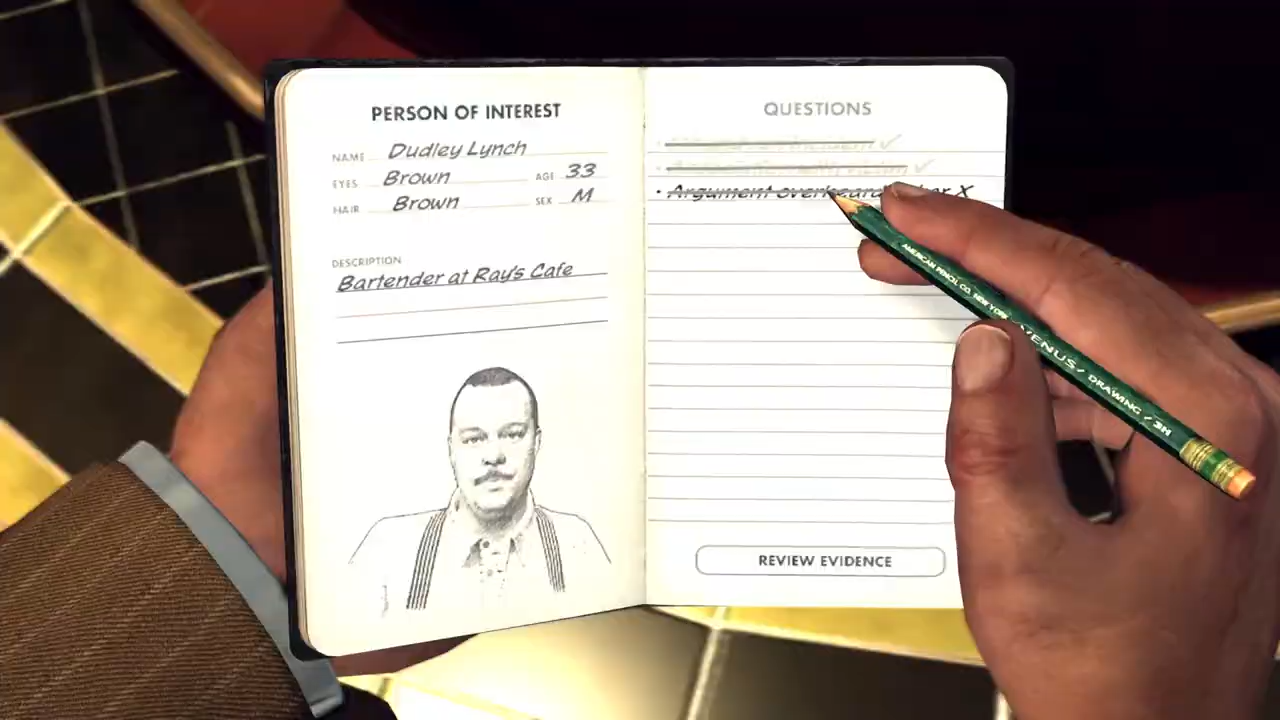 PERSON OF INTEREST
NAME Dudley Lynch
EYES Brown AGE 33
HAIR Brown SEX M
DESCRIPTION
Bartender at Ray's Cafe
QUESTIONS
✓
✓
• Argument overheard X
REVIEW EVIDENCE
AMERICAN PENCIL CO. NEW YORK VENUS / DRAWING / 3H